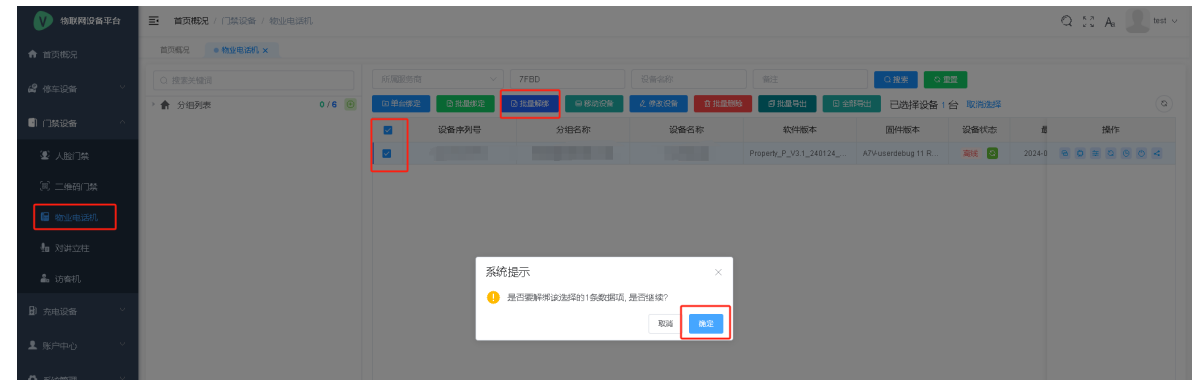 物联网设备平台
首页概况 / 门禁设备 / 物业电话机
test
首页概况
物业电话机 ×
首页概况
停车设备
门禁设备
人脸门禁
二维码门禁
物业电话机
对讲立柱
访客机
充电设备
账户中心
系统管理
搜索关键词
分组列表 0 / 6
7FBD
设备名称
备注
搜索
重置
单台绑定
批量绑定
批量解绑
移动设备
修改设备
批量删除
批量导出
全部导出
已选择设备 1 台 取消选择
设备序列号 分组名称 设备名称 软件版本 固件版本 设备状态 操作
Property_P_V3.1_240124_... A7V-userdebug 11 R... 离线 2024-0
系统提示
是否要解绑该选择的1条数据项, 是否继续?
取消
确定